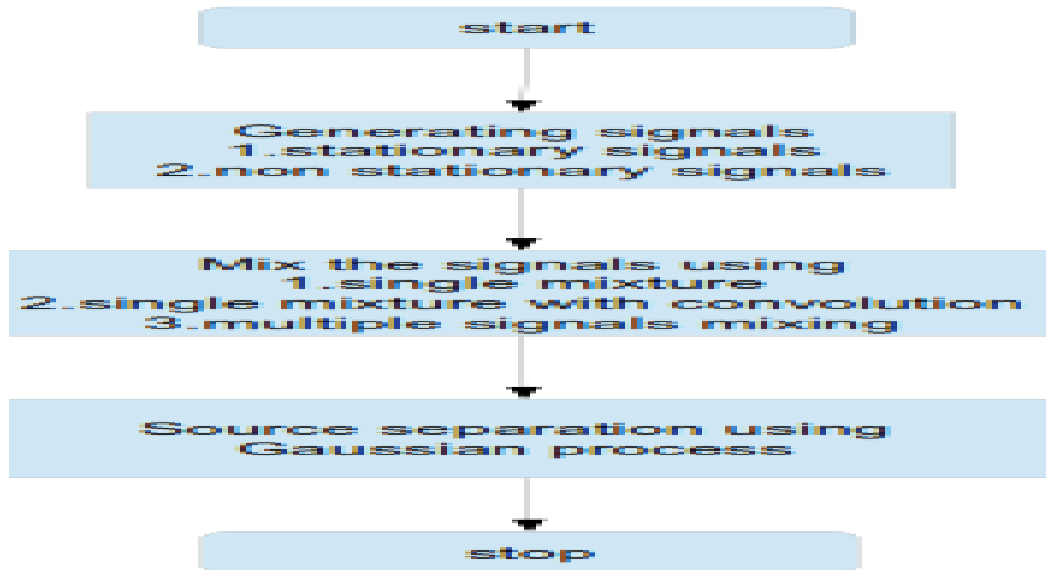 start
Generating signals
1.stationary signals
2.non stationary signals
Mix the signals using
1.single mixture
2.single mixture with convolution
3.multiple signals mixing
Source separation using
Gaussian process
stop